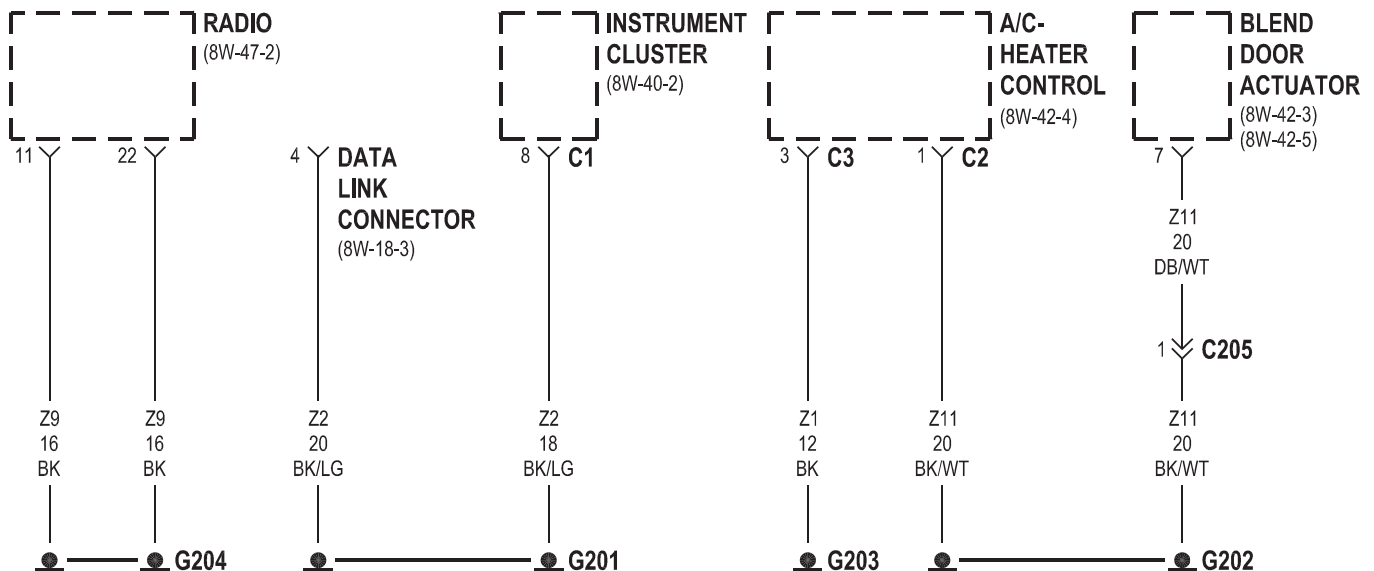 RADIO
(8W-47-2)
INSTRUMENT
CLUSTER
(8W-40-2)
A/C-
HEATER
CONTROL
(8W-42-4)
BLEND
DOOR
ACTUATOR
(8W-42-3)
(8W-42-5)
11
22
4
DATA
LINK
CONNECTOR
(8W-18-3)
8
C1
3
C3
1
C2
7
Z11
20
DB/WT
1
C205
Z9
16
BK
Z9
16
BK
Z2
20
BK/LG
Z2
18
BK/LG
Z1
12
BK
Z11
20
BK/WT
Z11
20
BK/WT
G204
G201
G203
G202